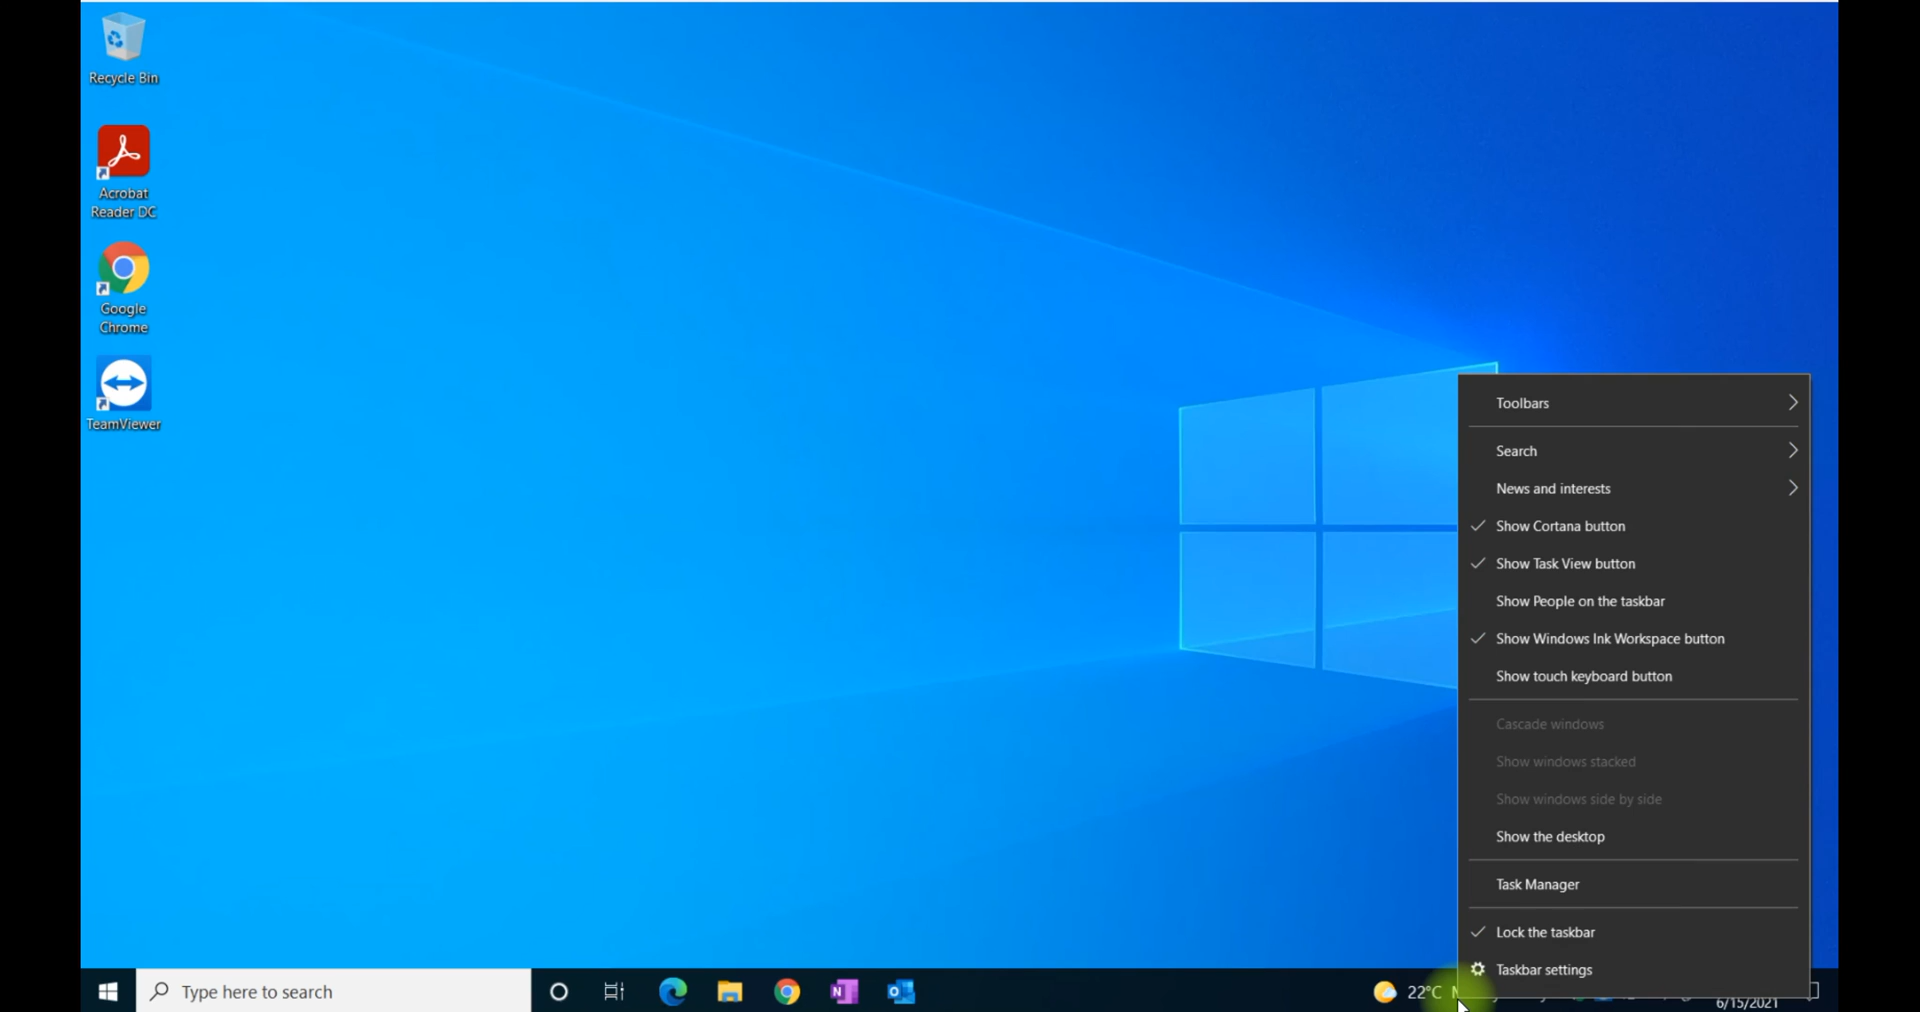 Recycle Bin
Acrobat
Reader DC
Google
Chrome
TeamViewer
Toolbars
Search
News and interests
Show Cortana button
Show Task View button
Show People on the taskbar
Show Windows Ink Workspace button
Show touch keyboard button
Cascade windows
Show windows stacked
Show windows side by side
Show the desktop
Task Manager
Lock the taskbar
Taskbar settings
Type here to search
22°C
6/15/2021